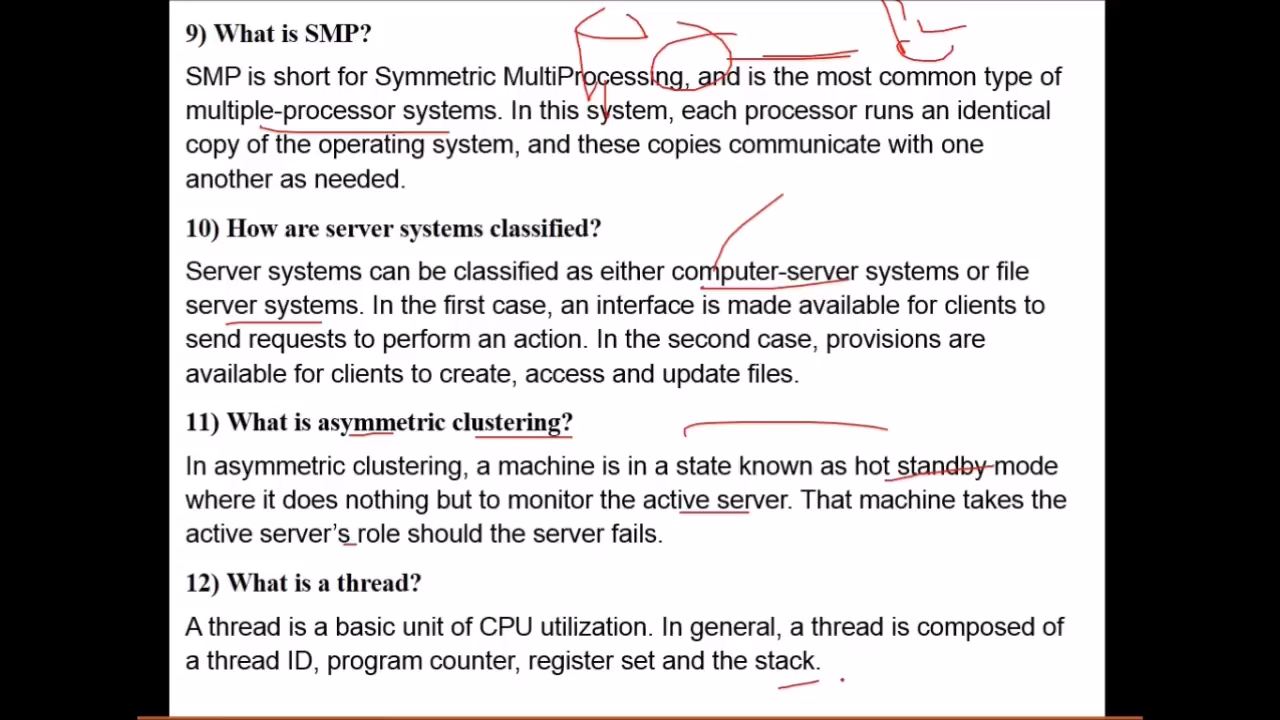 9) What is SMP?
SMP is short for Symmetric MultiProcessing, and is the most common type of
multiple-processor systems. In this system, each processor runs an identical
copy of the operating system, and these copies communicate with one
another as needed.
10) How are server systems classified?
Server systems can be classified as either computer-server systems or file
server systems. In the first case, an interface is made available for clients to
send requests to perform an action. In the second case, provisions are
available for clients to create, access and update files.
11) What is asymmetric clustering?
In asymmetric clustering, a machine is in a state known as hot standby mode
where it does nothing but to monitor the active server. That machine takes the
active server’s role should the server fails.
12) What is a thread?
A thread is a basic unit of CPU utilization. In general, a thread is composed of
a thread ID, program counter, register set and the stack.